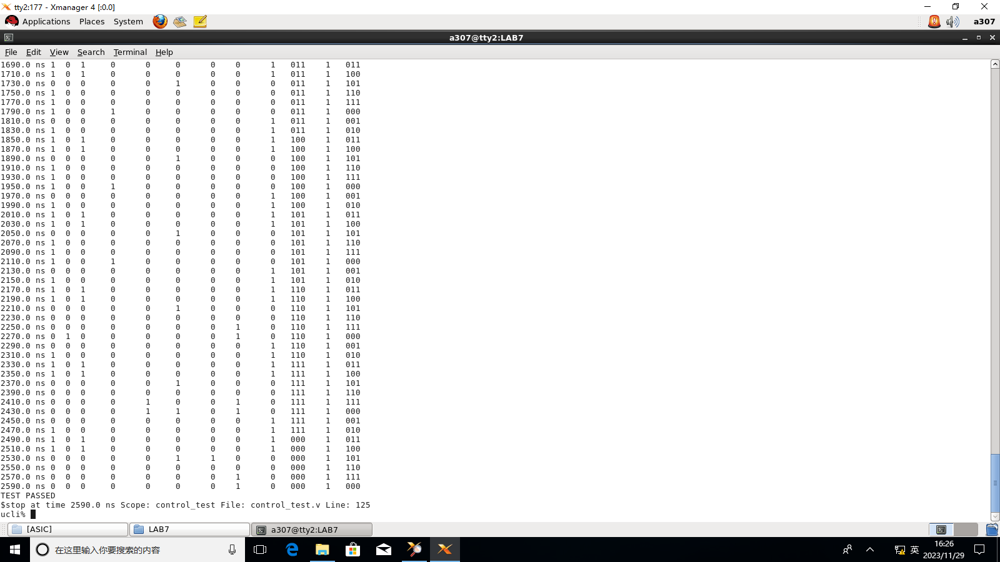 tty2:177 - Xmanager 4 [:0.0]
Applications Places System a307
a307@tty2:LAB7
File Edit View Search Terminal Help
1690.0 ns 1 0 1 0 0 0 0 0 1 011 1 011
1710.0 ns 1 0 1 0 0 0 0 0 1 011 1 100
1730.0 ns 0 0 0 0 0 1 0 0 0 011 1 101
1750.0 ns 1 0 0 0 0 0 0 0 0 011 1 110
1770.0 ns 1 0 0 0 0 0 0 0 0 011 1 111
1790.0 ns 1 0 0 1 0 0 0 0 0 011 1 000
1810.0 ns 0 0 0 0 0 0 0 0 1 011 1 001
1830.0 ns 1 0 0 0 0 0 0 0 1 011 1 010
1850.0 ns 1 0 1 0 0 0 0 0 1 100 1 011
1870.0 ns 1 0 1 0 0 0 0 0 1 100 1 100
1890.0 ns 0 0 0 0 0 1 0 0 0 100 1 101
1910.0 ns 1 0 0 0 0 0 0 0 0 100 1 110
1930.0 ns 1 0 0 0 0 0 0 0 0 100 1 111
1950.0 ns 1 0 0 1 0 0 0 0 0 100 1 000
1970.0 ns 0 0 0 0 0 0 0 0 1 100 1 001
1990.0 ns 1 0 0 0 0 0 0 0 1 100 1 010
2010.0 ns 1 0 1 0 0 0 0 0 1 101 1 011
2030.0 ns 1 0 1 0 0 0 0 0 1 101 1 100
2050.0 ns 0 0 0 0 0 1 0 0 0 101 1 101
2070.0 ns 1 0 0 0 0 0 0 0 0 101 1 110
2090.0 ns 1 0 0 0 0 0 0 0 0 101 1 111
2110.0 ns 1 0 0 1 0 0 0 0 0 101 1 000
2130.0 ns 0 0 0 0 0 0 0 0 1 101 1 001
2150.0 ns 1 0 0 0 0 0 0 0 1 101 1 010
2170.0 ns 1 0 1 0 0 0 0 0 1 110 1 011
2190.0 ns 1 0 1 0 0 0 0 0 1 110 1 100
2210.0 ns 0 0 0 0 0 1 0 0 0 110 1 101
2230.0 ns 0 0 0 0 0 0 0 0 0 110 1 110
2250.0 ns 0 0 0 0 0 0 0 1 0 110 1 111
2270.0 ns 0 1 0 0 0 0 0 1 0 110 1 000
2290.0 ns 0 0 0 0 0 0 0 0 1 110 1 001
2310.0 ns 1 0 0 0 0 0 0 0 1 110 1 010
2330.0 ns 1 0 1 0 0 0 0 0 1 111 1 011
2350.0 ns 1 0 1 0 0 0 0 0 1 111 1 100
2370.0 ns 0 0 0 0 0 1 0 0 0 111 1 101
2390.0 ns 0 0 0 0 0 0 0 0 0 111 1 110
2410.0 ns 0 0 0 0 1 0 0 1 0 111 1 111
2430.0 ns 0 0 0 0 1 1 0 1 0 111 1 000
2450.0 ns 0 0 0 0 0 0 0 0 1 111 1 001
2470.0 ns 1 0 0 0 0 0 0 0 1 111 1 010
2490.0 ns 1 0 1 0 0 0 0 0 1 000 1 011
2510.0 ns 1 0 1 0 0 0 0 0 1 000 1 100
2530.0 ns 0 0 0 0 0 1 1 0 0 000 1 101
2550.0 ns 0 0 0 0 0 0 0 0 0 000 1 110
2570.0 ns 0 0 0 0 0 0 0 1 0 000 1 111
2590.0 ns 0 0 0 0 0 0 0 1 0 000 1 000
TEST PASSED
$stop at time 2590.0 ns Scope: control_test File: control_test.v Line: 125
ucli%
[ASIC] LAB7 a307@tty2:LAB7
在这里输入你要搜索的内容 英 16:26
2023/11/29